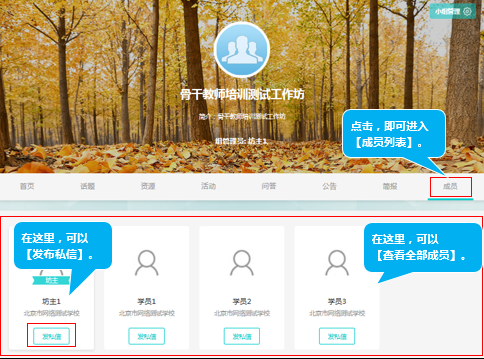 小组管理
骨干教师培训测试工作坊
简介：骨干教师培训测试工作坊
组管理员: 坊主1
点击，即可进入
【成员列表】。
首页 话题 资源 活动 问答 公告 简报 成员
在这里，可以
【发布私信】。
在这里，可以
【查看全部成员】。
坊主
坊主1 学员1 学员2 学员3
北京市网络测试学校 北京市网络测试学校 北京市网络测试学校 北京市网络测试学校
发私信 发私信 发私信 发私信